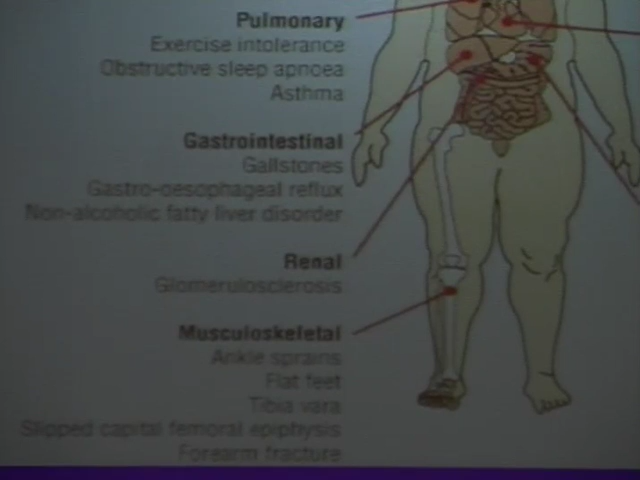 Pulmonary
Exercise intolerance
Obstructive sleep apnoea
Asthma
Gastrointestinal
Gallstones
Gastro-oesophageal reflux
Non-alcoholic fatty liver disorder
Renal
Glomerulosclerosis
Musculoskeletal
Ankle sprains
Flat feet
Tibia vara
Slipped capital femoral epiphysis
Forearm fracture